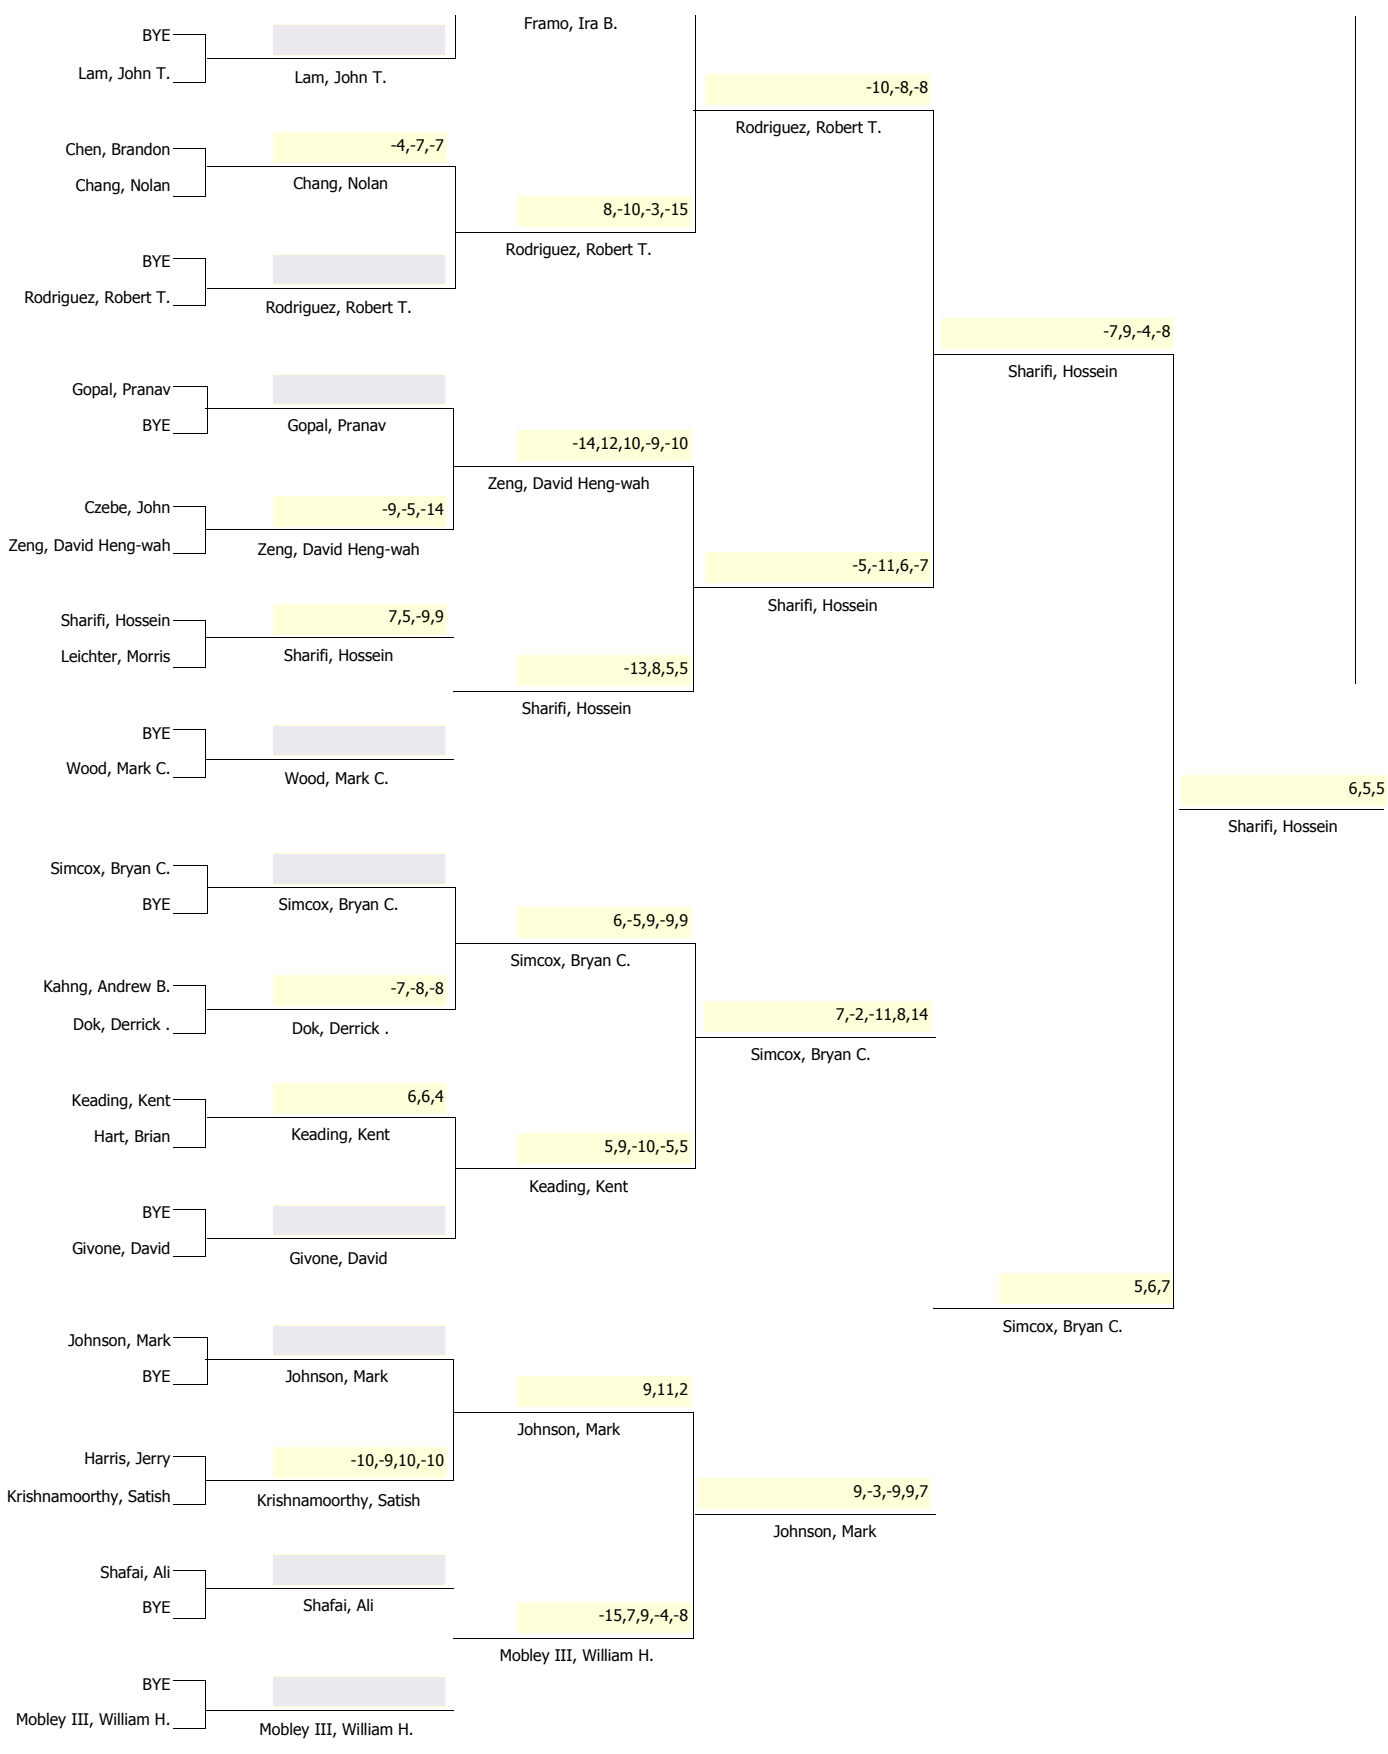 Framo, Ira B.
BYE
Lam, John T.
Lam, John T.
-10,-8,-8
Rodriguez, Robert T.
Chen, Brandon
-4,-7,-7
Chang, Nolan
Chang, Nolan
8,-10,-3,-15
Rodriguez, Robert T.
BYE
Rodriguez, Robert T.
Rodriguez, Robert T.
-7,9,-4,-8
Sharifi, Hossein
Gopal, Pranav
BYE
Gopal, Pranav
-14,12,10,-9,-10
Zeng, David Heng-wah
Czebe, John
-9,-5,-14
Zeng, David Heng-wah
Zeng, David Heng-wah
-5,-11,6,-7
Sharifi, Hossein
Sharifi, Hossein
7,5,-9,9
Leichter, Morris
Sharifi, Hossein
-13,8,5,5
Sharifi, Hossein
BYE
Wood, Mark C.
Wood, Mark C.
6,5,5
Sharifi, Hossein
Simcox, Bryan C.
BYE
Simcox, Bryan C.
6,-5,9,-9,9
Simcox, Bryan C.
Kahng, Andrew B.
-7,-8,-8
Dok, Derrick .
Dok, Derrick .
7,-2,-11,8,14
Simcox, Bryan C.
Keading, Kent
6,6,4
Hart, Brian
Keading, Kent
5,9,-10,-5,5
Keading, Kent
BYE
Givone, David
Givone, David
5,6,7
Simcox, Bryan C.
Johnson, Mark
BYE
Johnson, Mark
9,11,2
Johnson, Mark
Harris, Jerry
-10,-9,10,-10
Krishnamoorthy, Satish
Krishnamoorthy, Satish
9,-3,-9,9,7
Johnson, Mark
Shafai, Ali
BYE
Shafai, Ali
-15,7,9,-4,-8
Mobley III, William H.
BYE
Mobley III, William H.
Mobley III, William H.